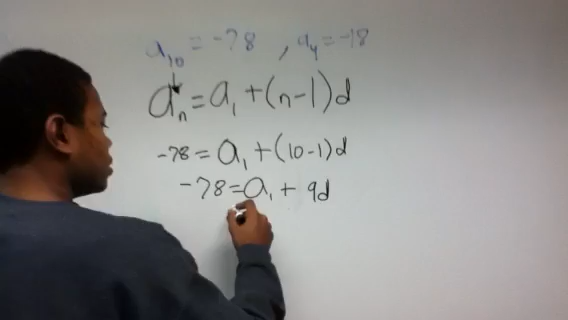 a₁₀ = -78 , a₄ = -18
aₙ = a₁ + (n-1)d
-78 = a₁ + (10-1)d
-78 = a₁ + 9d